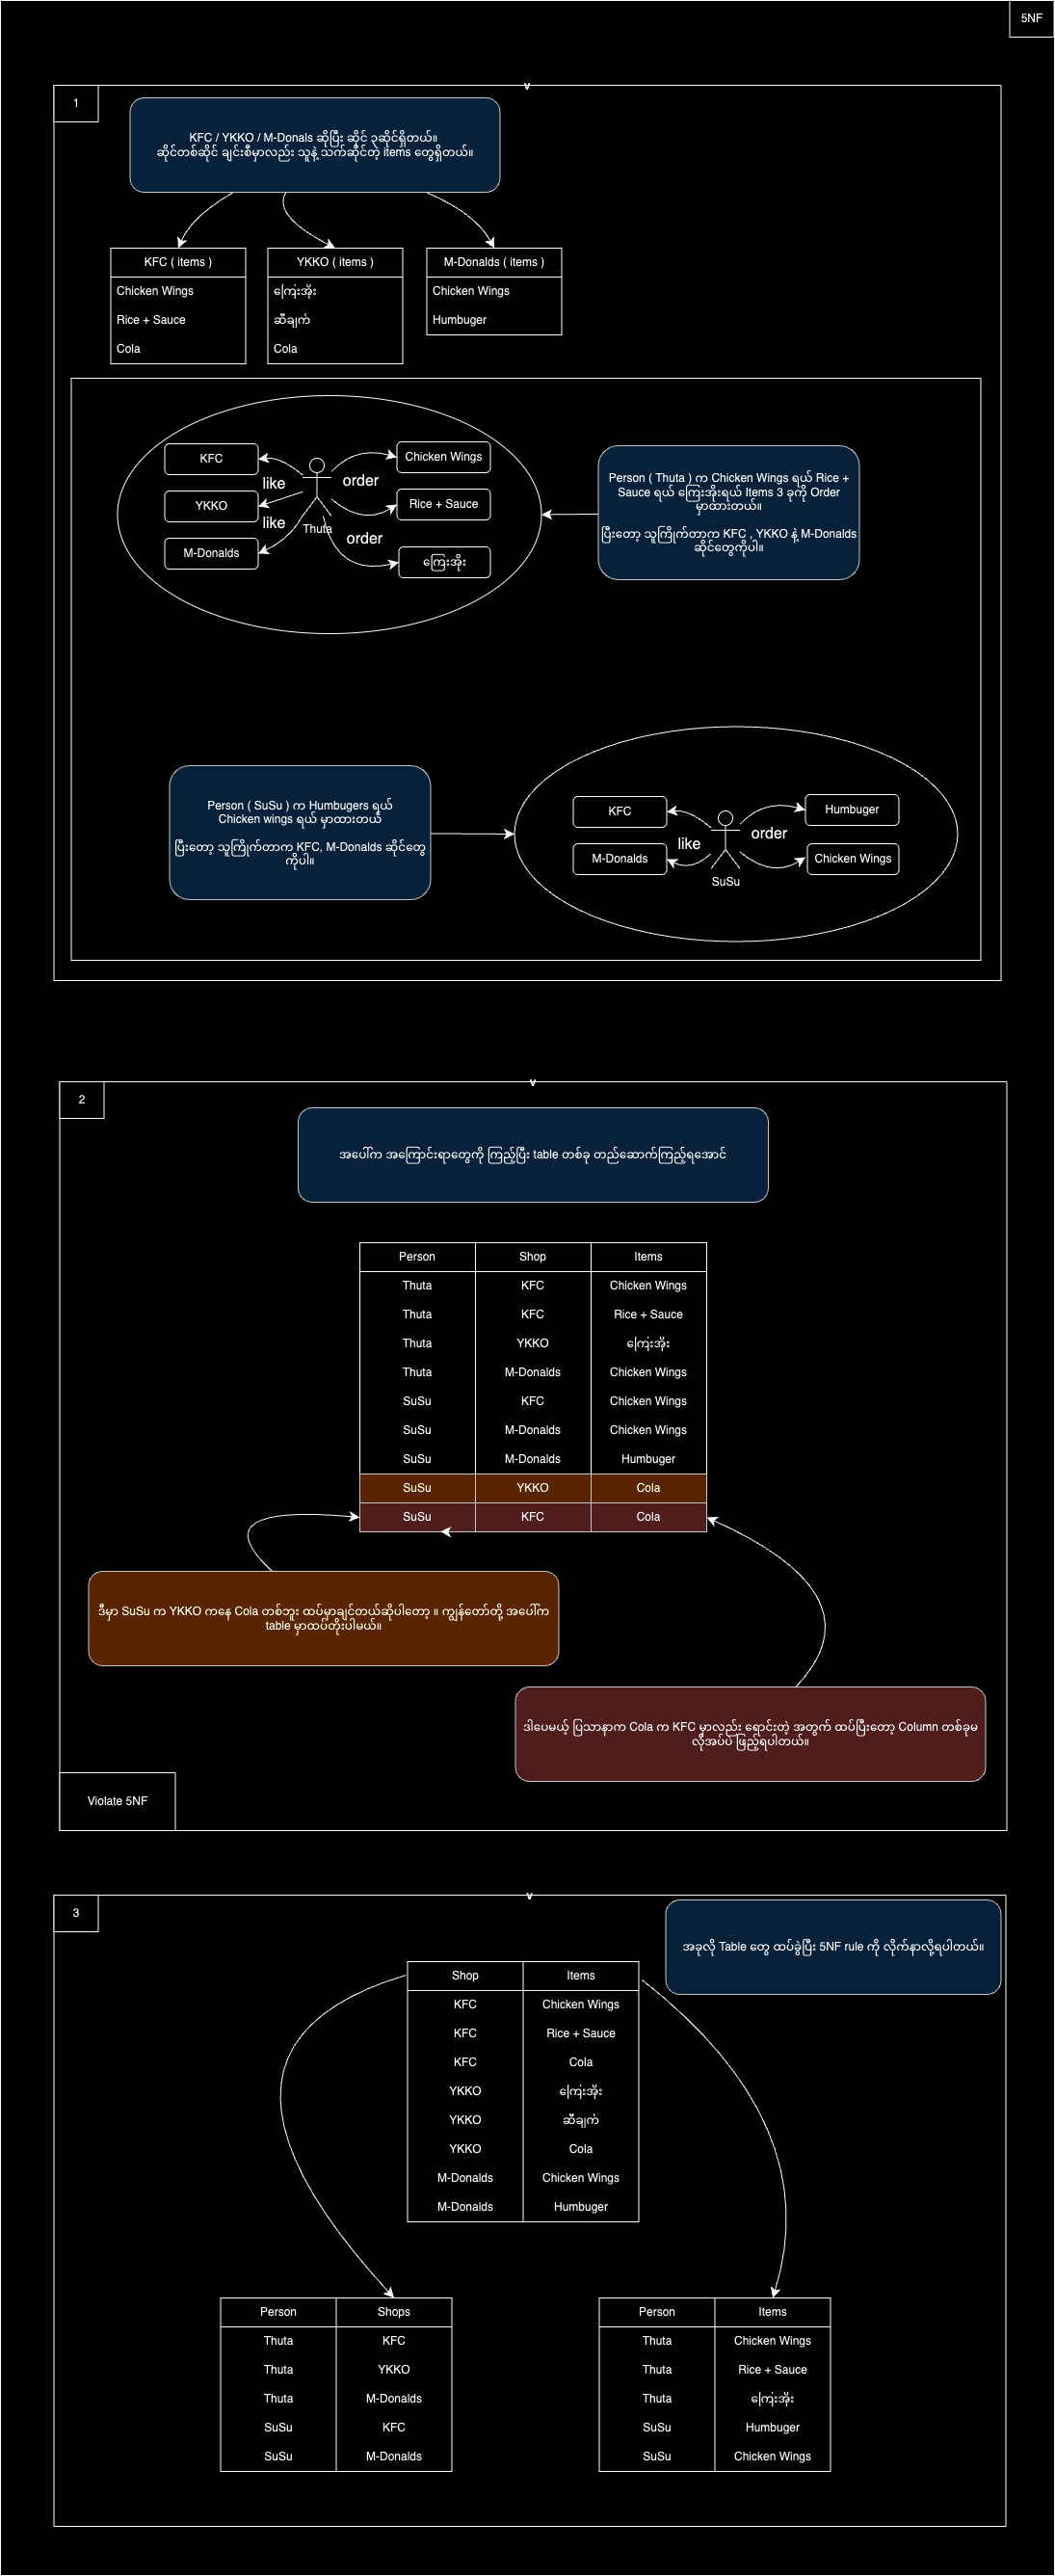 5NF
1
KFC / YKKO / M-Donals ဆိုပြီး ဆိုင် ၃ဆိုင်ရှိတယ်။
ဆိုင်တစ်ဆိုင် ချင်းစီမှာလည်း သူနဲ့ သက်ဆိုင်တဲ့ items တွေရှိတယ်။
KFC ( items )
Chicken Wings
Rice + Sauce
Cola
YKKO ( items )
ကြေးအိုး
ဆီချက်
Cola
M-Donalds ( items )
Chicken Wings
Humbuger
KFC
YKKO
M-Donalds
like
like
Thuta
order
order
Chicken Wings
Rice + Sauce
ကြေးအိုး
Person ( Thuta ) က Chicken Wings ရယ် Rice +
Sauce ရယ် ကြေးအိုးရယ် Items 3 ခုကို Order
မှာထားတယ်။
ပြီးတော့ သူကြိုက်တာက KFC , YKKO နဲ့ M-Donalds
ဆိုင်တွေကိုပါ။
Person ( SuSu ) က Humbugers ရယ်
Chicken wings ရယ် မှာထားတယ်
ပြီးတော့ သူကြိုက်တာက KFC, M-Donalds ဆိုင်တွေ
ကိုပါ။
KFC
M-Donalds
like
SuSu
order
Humbuger
Chicken Wings
2
အပေါ်က အကြောင်းရာတွေကို ကြည့်ပြီး table တစ်ခု တည်ဆောက်ကြည့်ရအောင်
Person Shop Items
Thuta KFC Chicken Wings
Thuta KFC Rice + Sauce
Thuta YKKO ကြေးအိုး
Thuta M-Donalds Chicken Wings
SuSu KFC Chicken Wings
SuSu M-Donalds Chicken Wings
SuSu M-Donalds Humbuger
SuSu YKKO Cola
SuSu KFC Cola
ဒီမှာ SuSu က YKKO ကနေ Cola တစ်ဘူး ထပ်မှာချင်တယ်ဆိုပါတော့ ။ ကျွန်တော်တို့ အပေါ်က
table မှာထပ်တိုးပါမယ်။
ဒါပေမယ့် ပြသာနာက Cola က KFC မှာလည်း ရောင်းတဲ့ အတွက် ထပ်ပြီးတော့ Column တစ်ခုမ
လိုအပ်ပဲ ဖြည့်ရပါတယ်။
Violate 5NF
3
အခုလို Table တွေ ထပ်ခွဲပြီး 5NF rule ကို လိုက်နာလို့ရပါတယ်။
Shop Items
KFC Chicken Wings
KFC Rice + Sauce
KFC Cola
YKKO ကြေးအိုး
YKKO ဆီချက်
YKKO Cola
M-Donalds Chicken Wings
M-Donalds Humbuger
Person Shops
Thuta KFC
Thuta YKKO
Thuta M-Donalds
SuSu KFC
SuSu M-Donalds
Person Items
Thuta Chicken Wings
Thuta Rice + Sauce
Thuta ကြေးအိုး
SuSu Humbuger
SuSu Chicken Wings